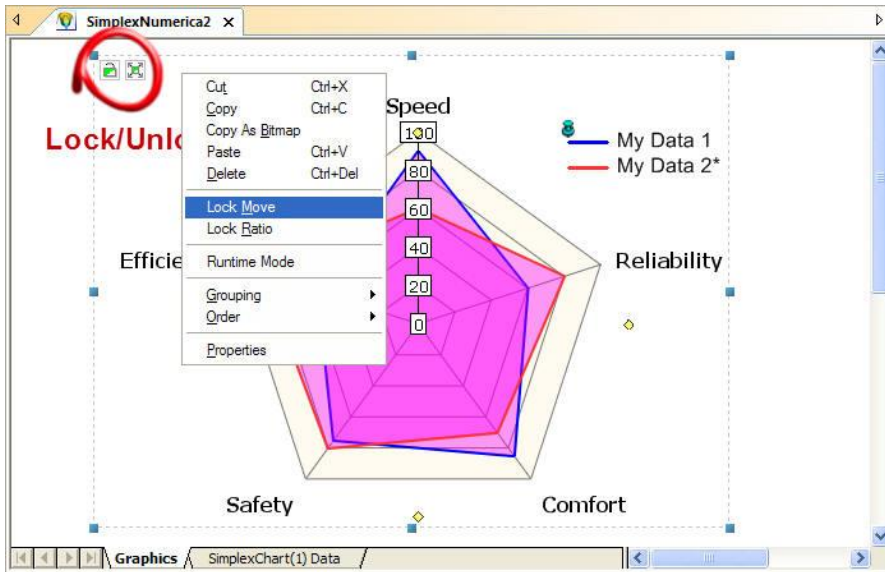 SimplexNumerica2
Cut Ctrl+X
Copy Ctrl+C
Copy As Bitmap
Paste Ctrl+V
Delete Ctrl+Del
Lock Move
Lock Ratio
Runtime Mode
Grouping
Order
Properties
Lock/Unlo
Speed
100
80
60
40
20
0
My Data 1
My Data 2*
Efficie
Reliability
Safety
Comfort
Graphics
SimplexChart(1) Data